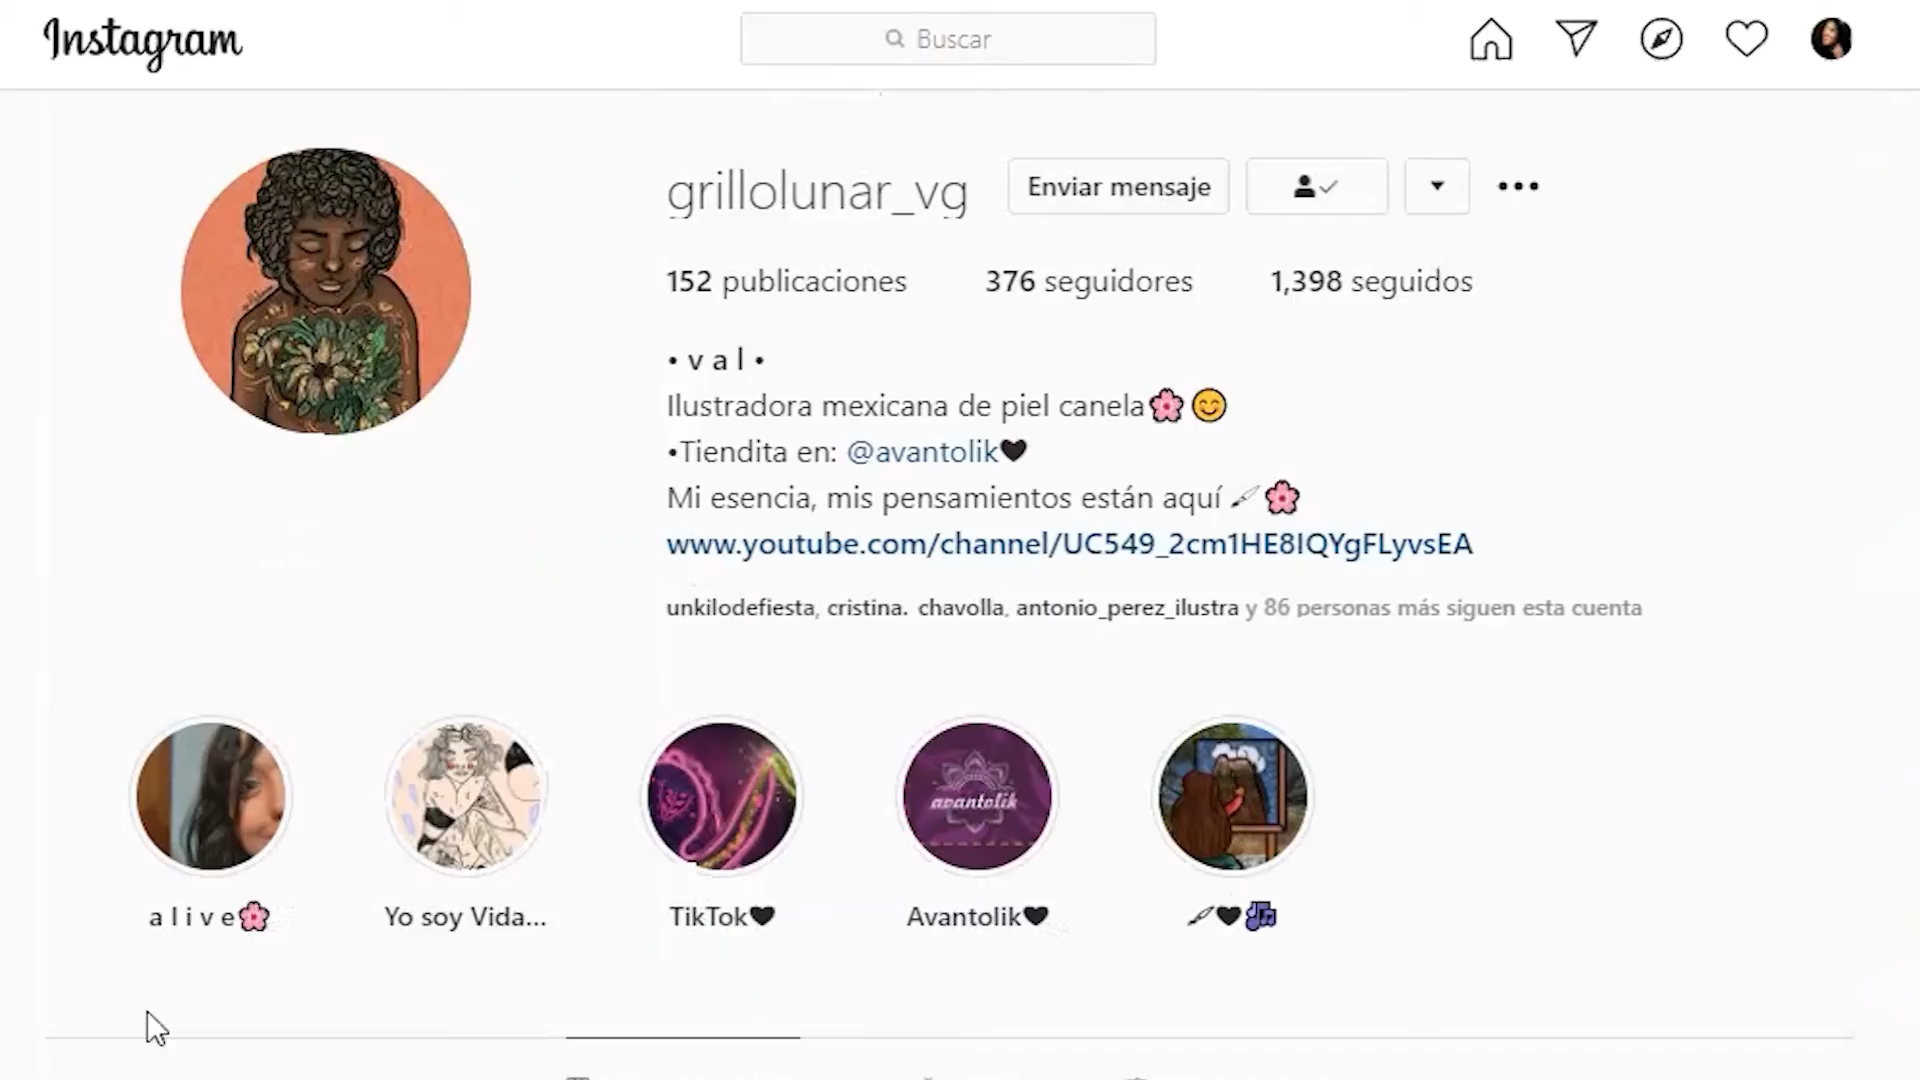 Instagram
Buscar
grillolunar_vg
Enviar mensaje
152 publicaciones
376 seguidores
1,398 seguidos
• v a l •
Ilustradora mexicana de piel canela🌸😊
•Tiendita en: @avantolik🖤
Mi esencia, mis pensamientos están aquí 🖌🌸
www.youtube.com/channel/UC549_2cm1HE8IQYgFLyvsEA
unkilodefiesta, cristina. chavolla, antonio_perez_ilustra y 86 personas más siguen esta cuenta
avantolik
a l i v e🌸
Yo soy Vida...
TikTok🖤
Avantolik🖤
🖌🖤🎶